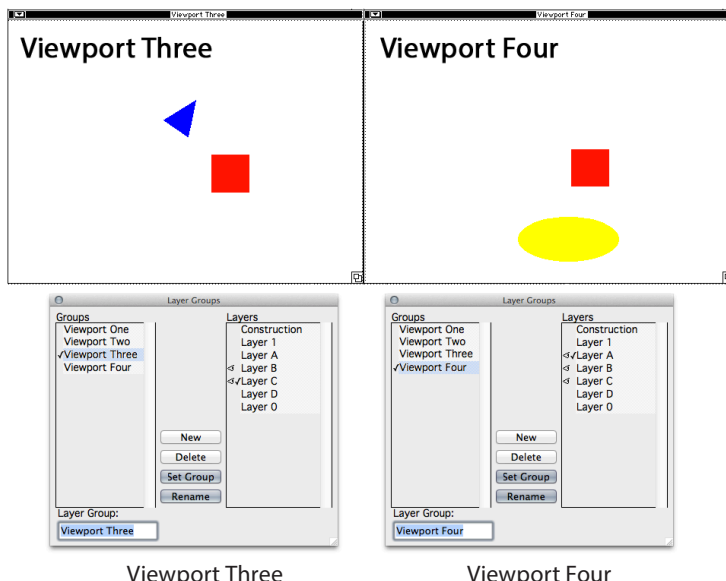 Viewport Three
Viewport Four
Viewport Three
Viewport Four
Layer Groups
Groups
Layers
Viewport One
Viewport Two
✓Viewport Three
Viewport Four
Construction
Layer 1
Layer A
Layer B
✓Layer C
Layer D
Layer 0
New
Delete
Set Group
Rename
Layer Group:
Viewport Three
Layer Groups
Groups
Layers
Viewport One
Viewport Two
Viewport Three
✓Viewport Four
Construction
Layer 1
✓Layer A
Layer B
✓Layer C
Layer D
Layer 0
New
Delete
Set Group
Rename
Layer Group:
Viewport Four
Viewport Three
Viewport Four